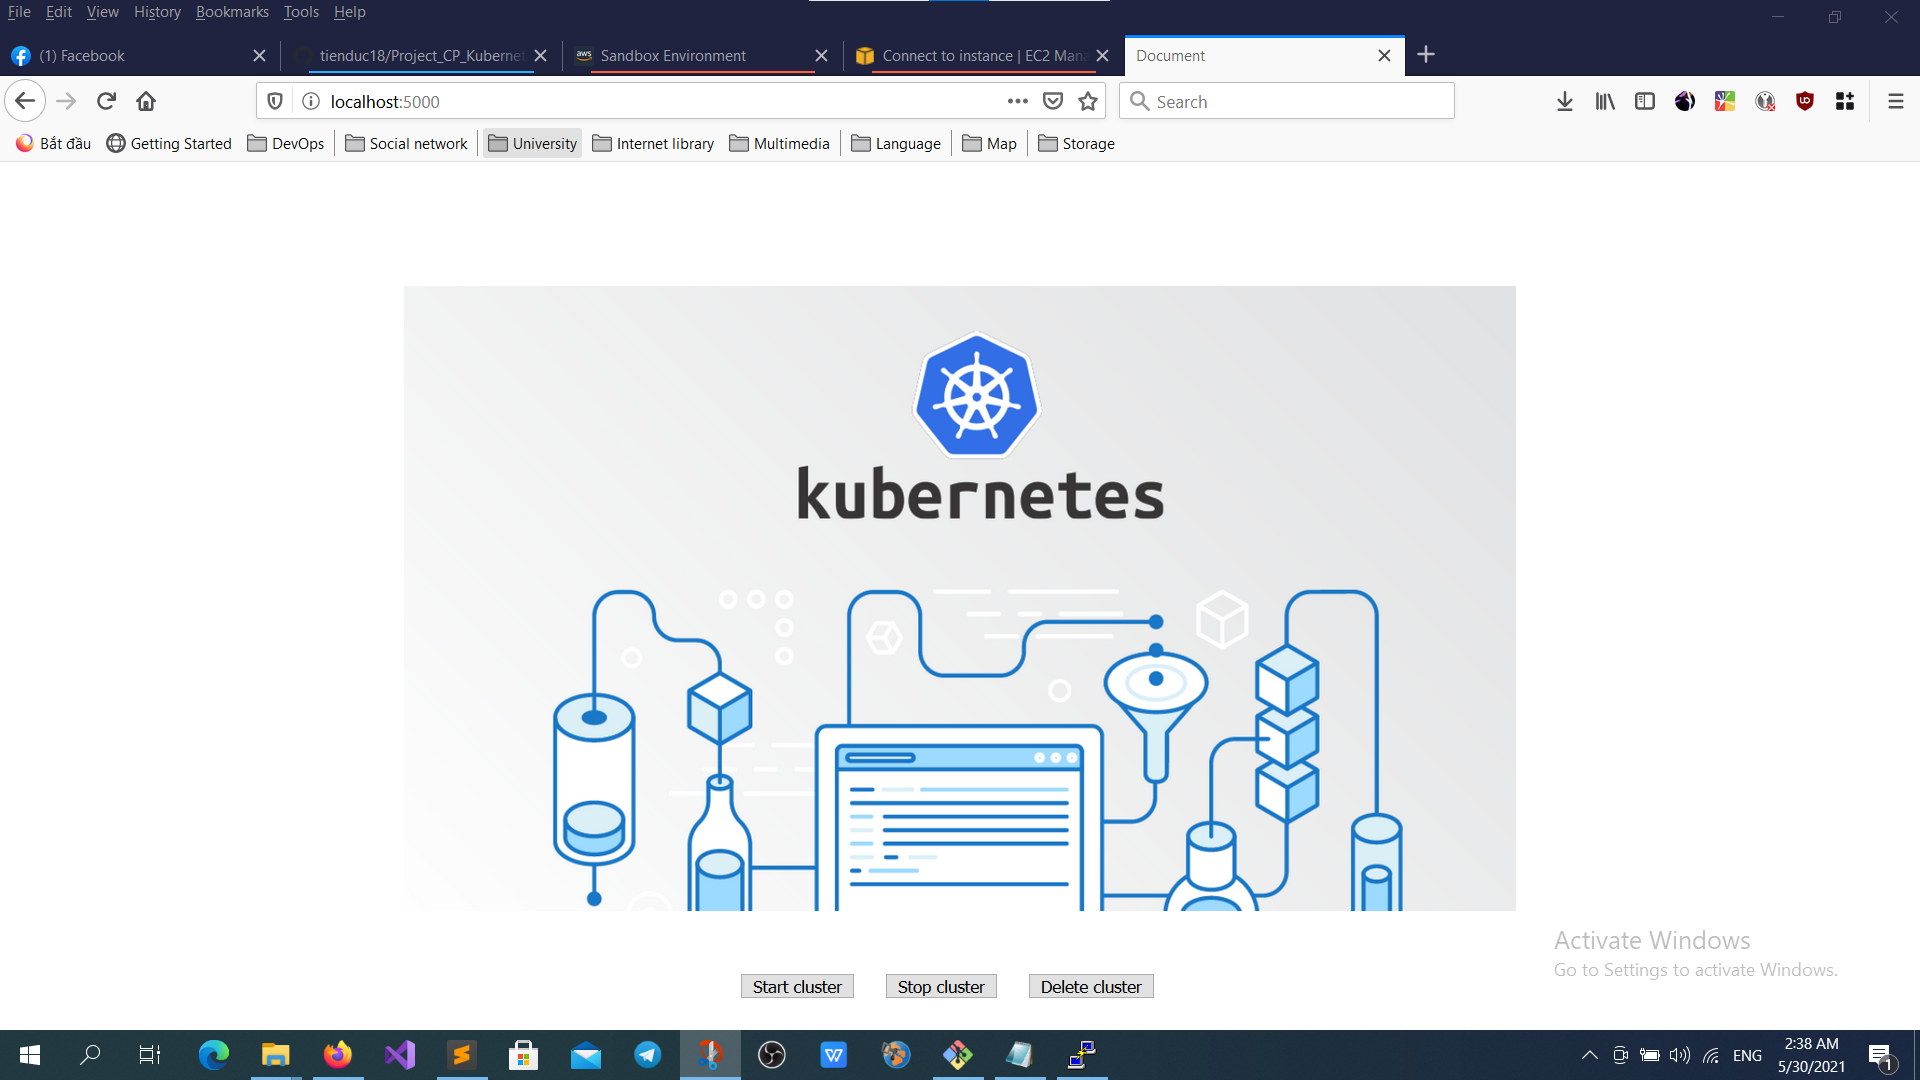 File Edit View History Bookmarks Tools Help
(1) Facebook
tienduc18/Project_CP_Kubernet
aws Sandbox Environment
Connect to instance | EC2 Mana
Document
localhost:5000
Search
Bắt đầu Getting Started DevOps Social network University Internet library Multimedia Language Map Storage
kubernetes
Activate Windows
Go to Settings to activate Windows.
Start cluster Stop cluster Delete cluster
ENG
2:38 AM
5/30/2021
1